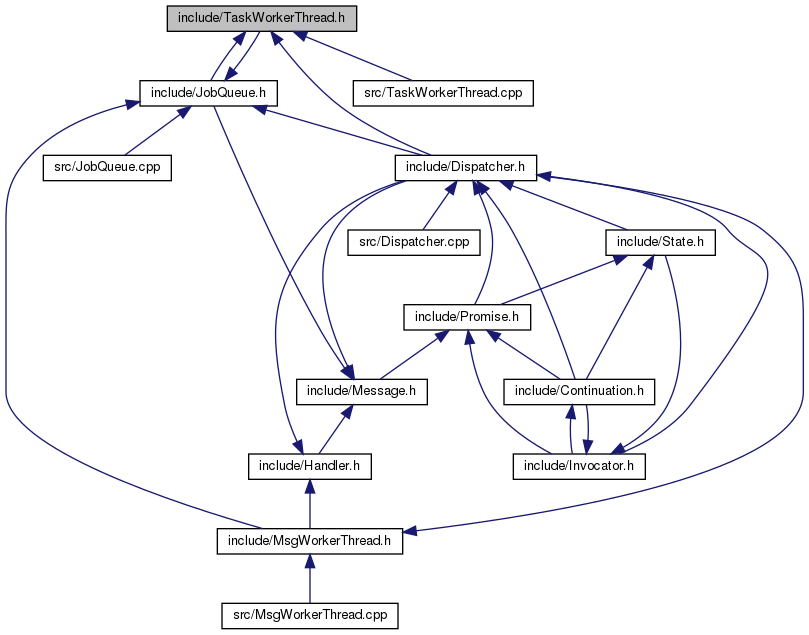 include/TaskWorkerThread.h
include/JobQueue.h
src/TaskWorkerThread.cpp
src/JobQueue.cpp
include/Dispatcher.h
src/Dispatcher.cpp
include/State.h
include/Promise.h
include/Message.h
include/Continuation.h
include/Handler.h
include/Invocator.h
include/MsgWorkerThread.h
src/MsgWorkerThread.cpp